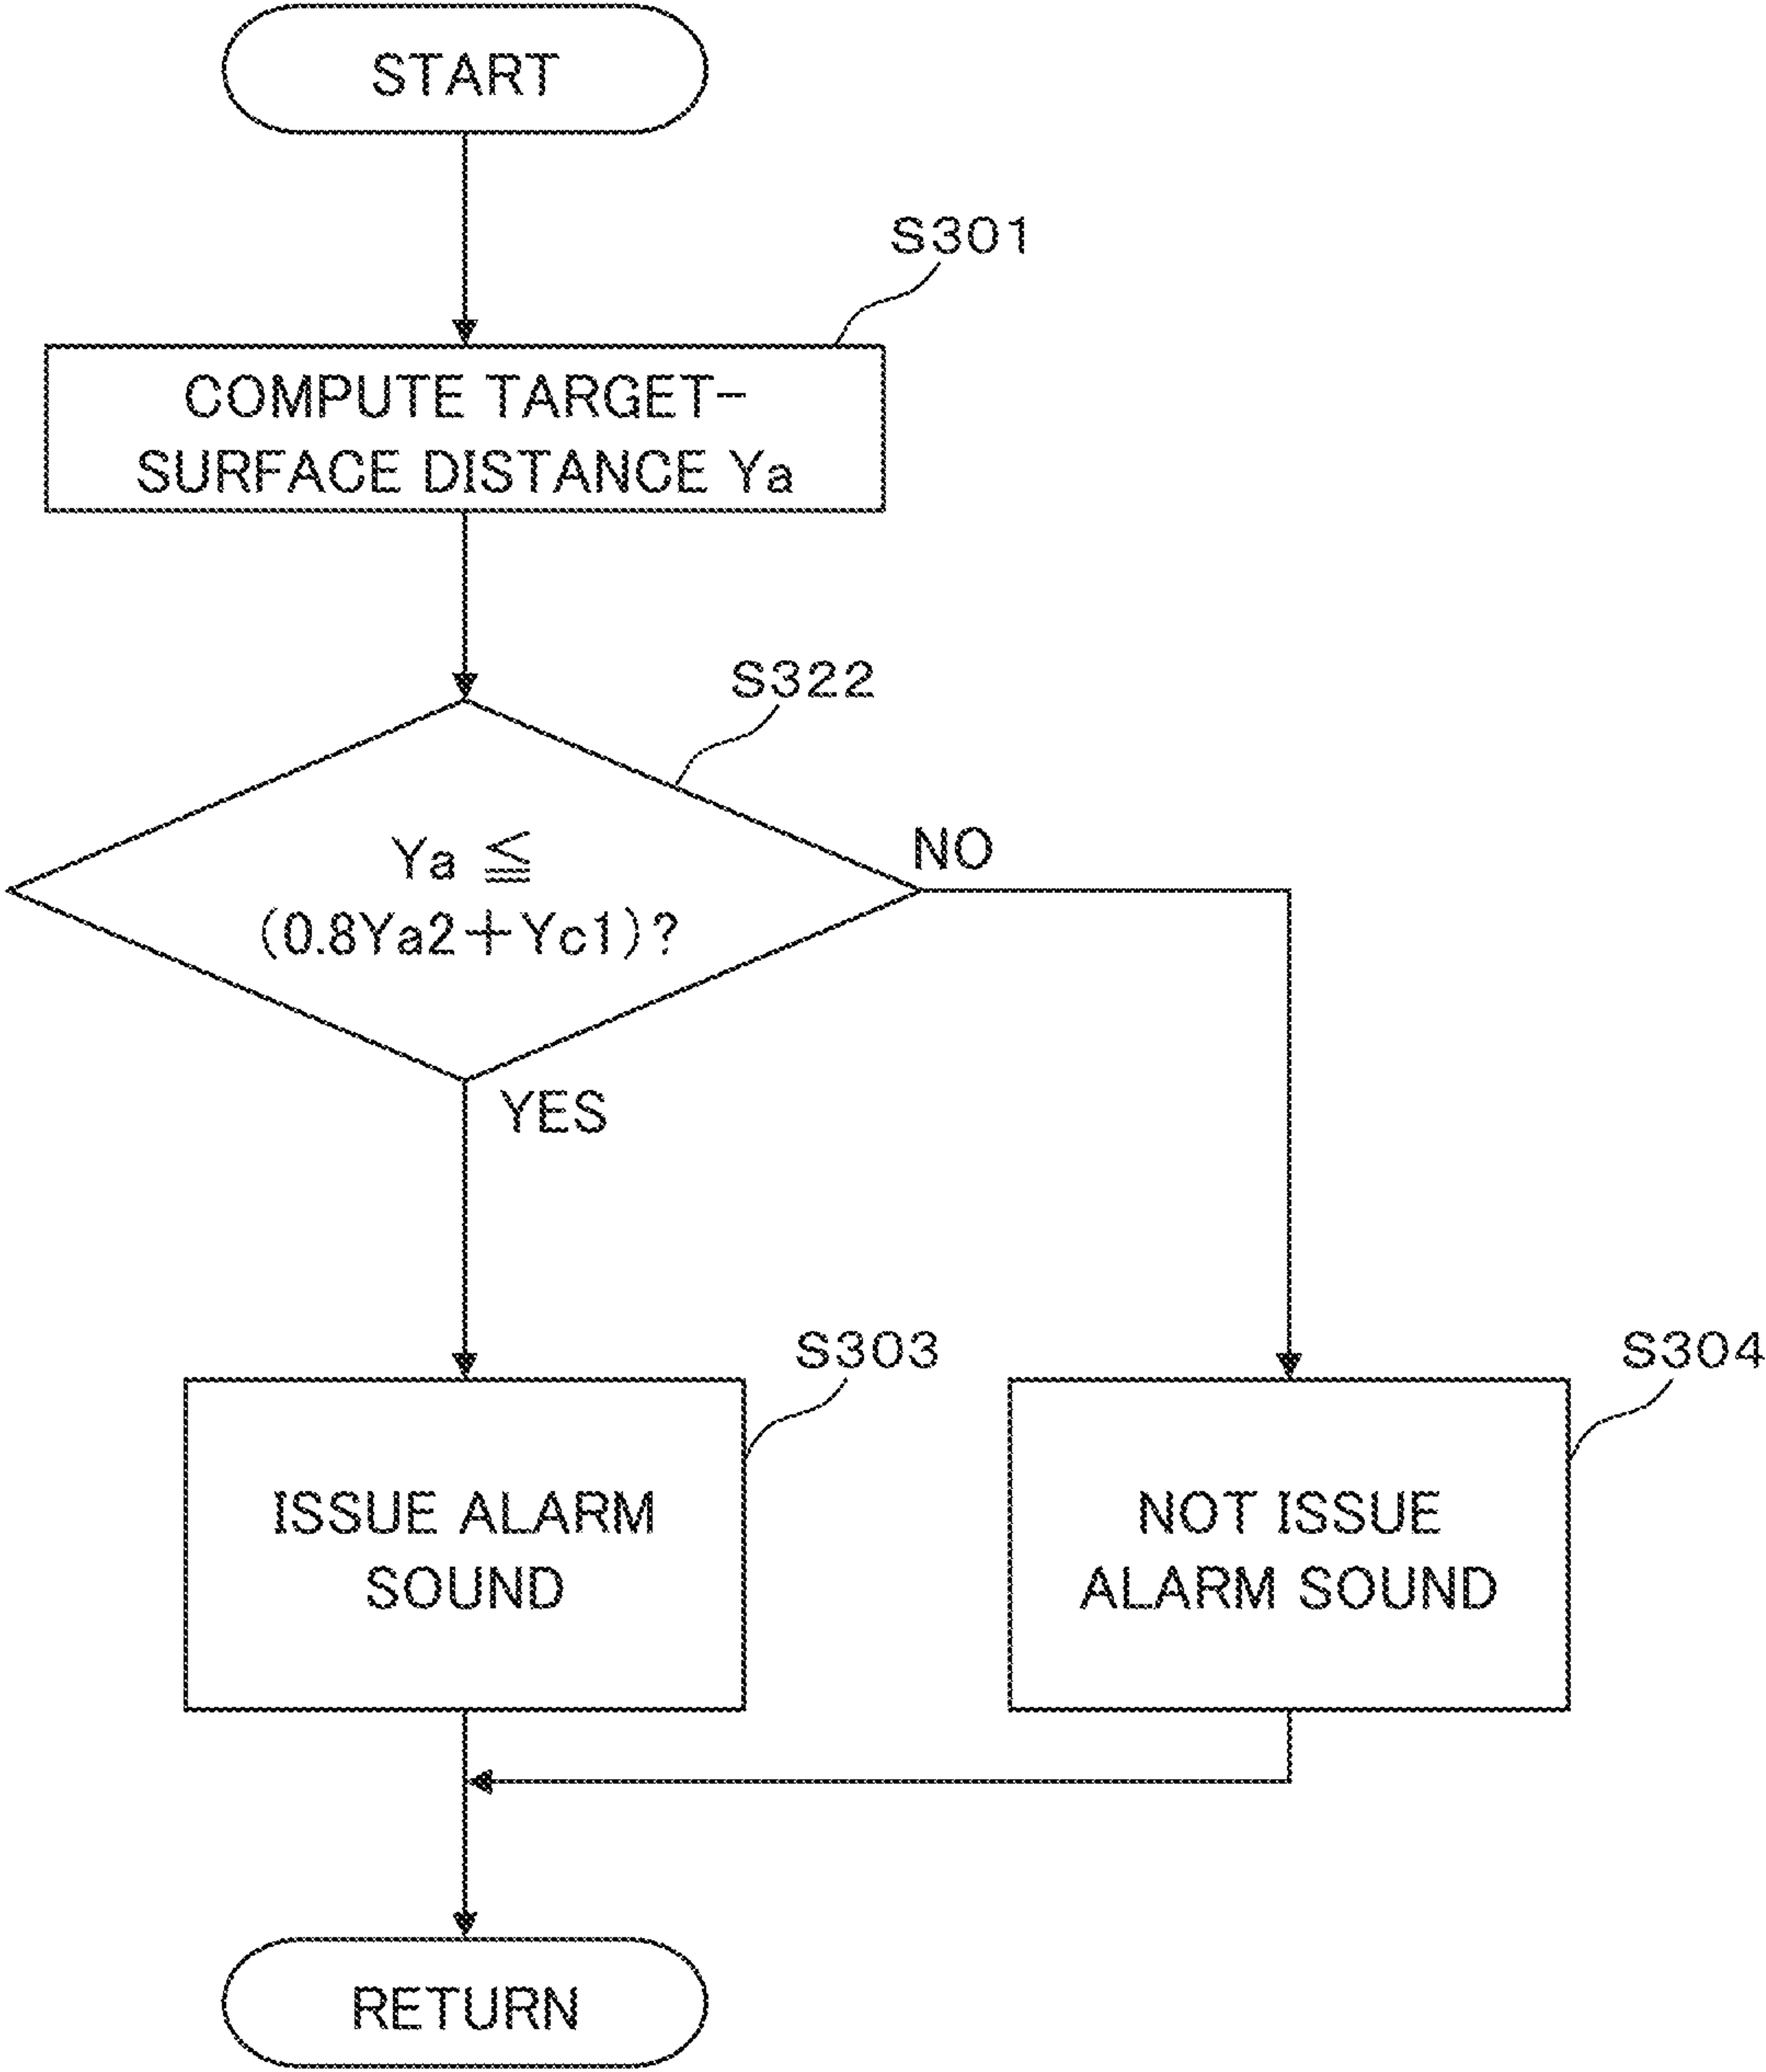 START
S301
COMPUTE TARGET-
SURFACE DISTANCE Ya
S322
Ya ≦
(0.8Ya2+Yc1)?
NO
YES
S303
S304
ISSUE ALARM
SOUND
NOT ISSUE
ALARM SOUND
RETURN